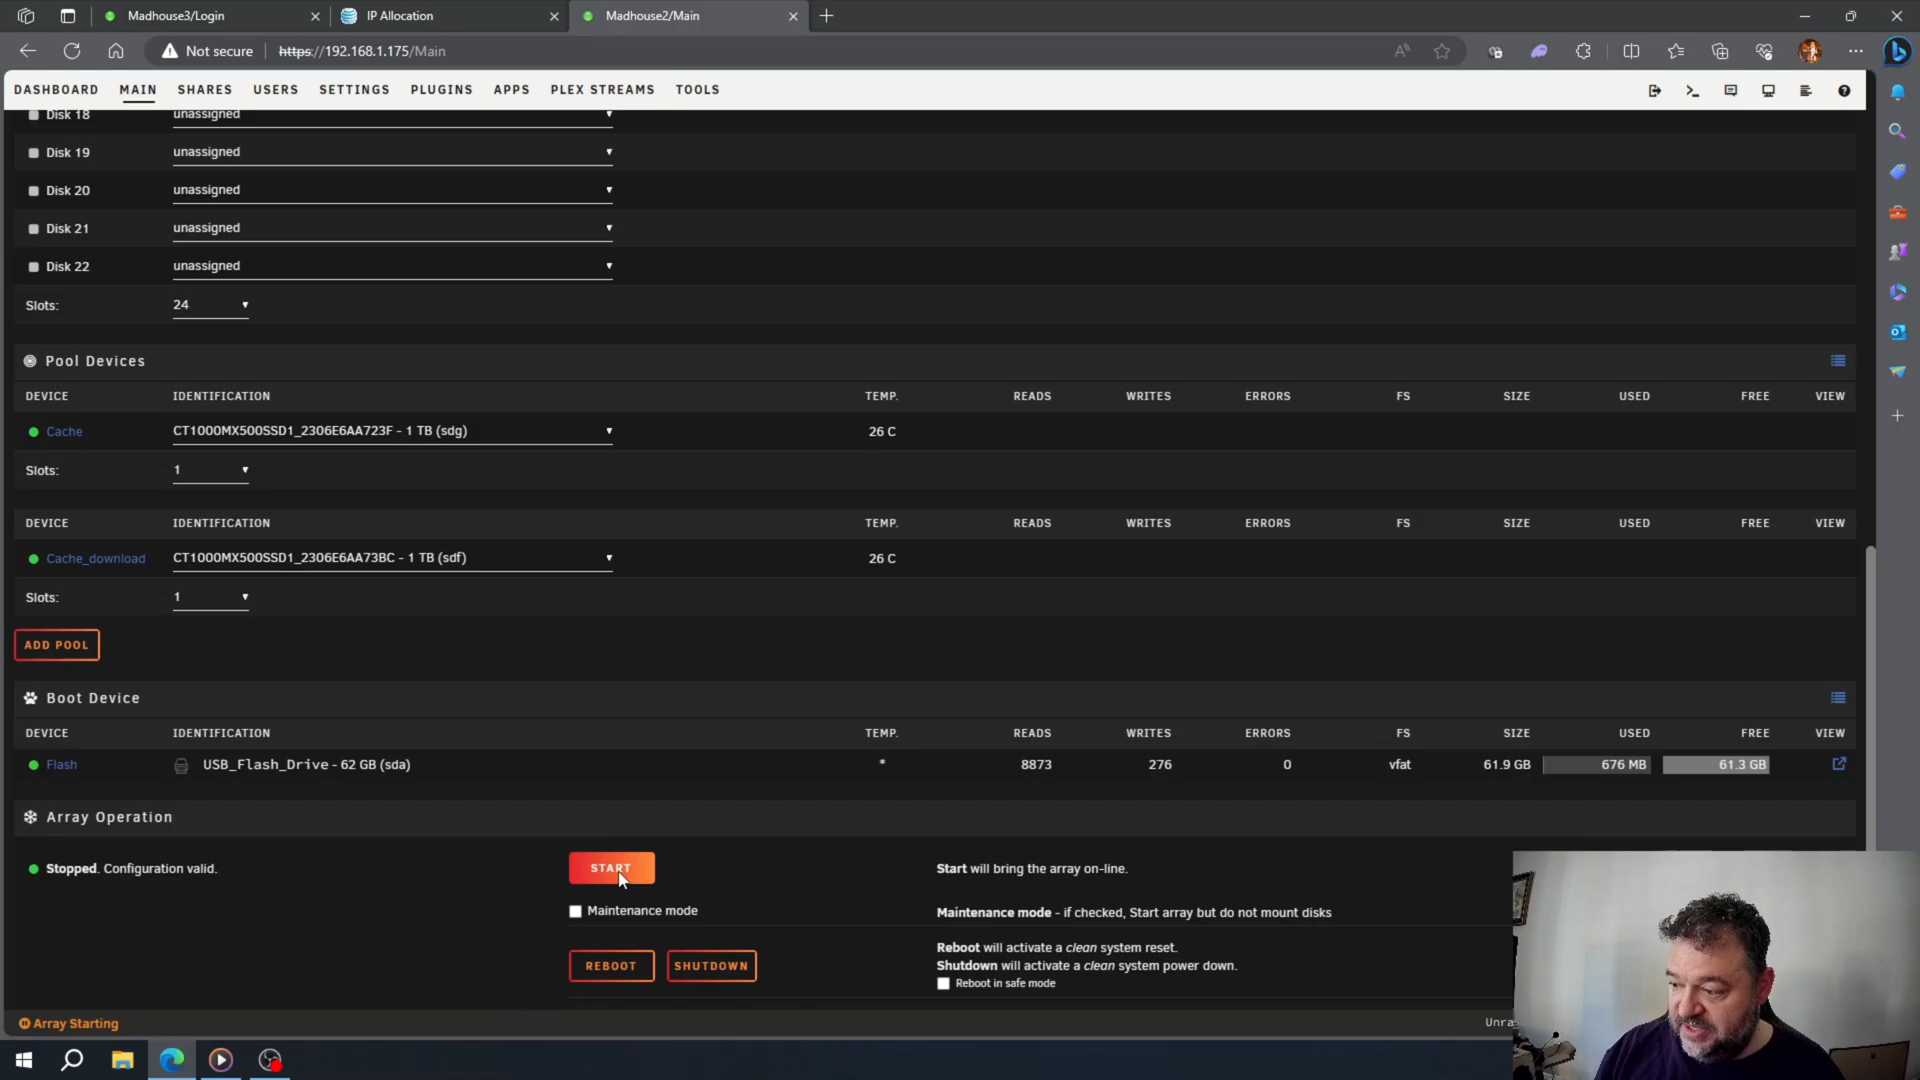 Madhouse3/Login
IP Allocation
Madhouse2/Main
Not secure
https://192.168.1.175/Main
DASHBOARD MAIN SHARES USERS SETTINGS PLUGINS APPS PLEX STREAMS TOOLS
Disk 18 unassigned
Disk 19 unassigned
Disk 20 unassigned
Disk 21 unassigned
Disk 22 unassigned
Slots: 24
Pool Devices
DEVICE IDENTIFICATION TEMP. READS WRITES ERRORS FS SIZE USED FREE VIEW
Cache CT1000MX500SSD1_2306E6AA723F - 1 TB (sdg) 26 C
Slots: 1
DEVICE IDENTIFICATION TEMP. READS WRITES ERRORS FS SIZE USED FREE VIEW
Cache_download CT1000MX500SSD1_2306E6AA73BC - 1 TB (sdf) 26 C
Slots: 1
ADD POOL
Boot Device
DEVICE IDENTIFICATION TEMP. READS WRITES ERRORS FS SIZE USED FREE VIEW
Flash USB_Flash_Drive - 62 GB (sda) * 8873 276 0 vfat 61.9 GB 676 MB 61.3 GB
Array Operation
Stopped. Configuration valid. START Start will bring the array on-line.
Maintenance mode Maintenance mode - if checked, Start array but do not mount disks
REBOOT SHUTDOWN Reboot will activate a clean system reset.
Shutdown will activate a clean system power down.
Reboot in safe mode
Array Starting Unra